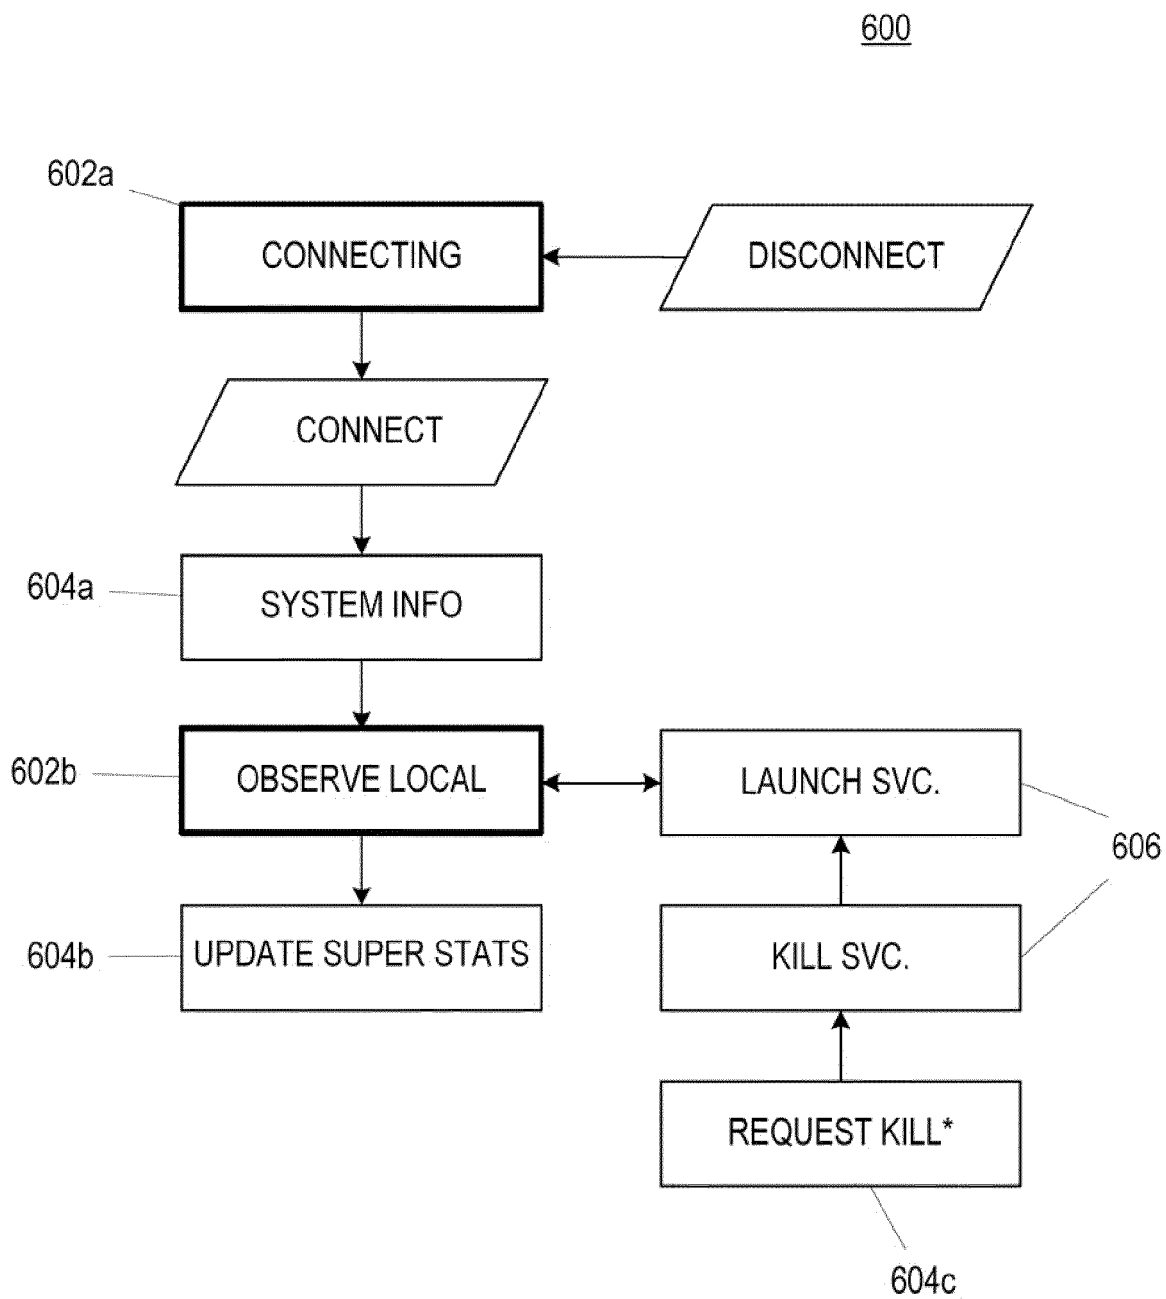 600
602a
CONNECTING
DISCONNECT
CONNECT
604a
SYSTEM INFO
602b
OBSERVE LOCAL
LAUNCH SVC.
606
604b
UPDATE SUPER STATS
KILL SVC.
REQUEST KILL*
604c